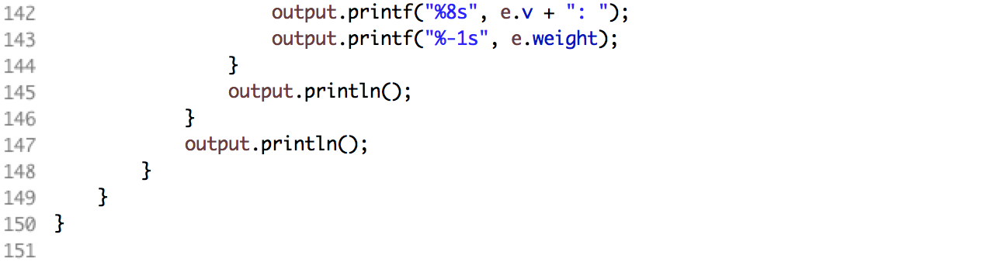 142                    output.printf("%8s", e.v + ": ");
143                    output.printf("%-1s", e.weight);
144                }
145                output.println();
146            }
147            output.println();
148        }
149    }
150 }
151